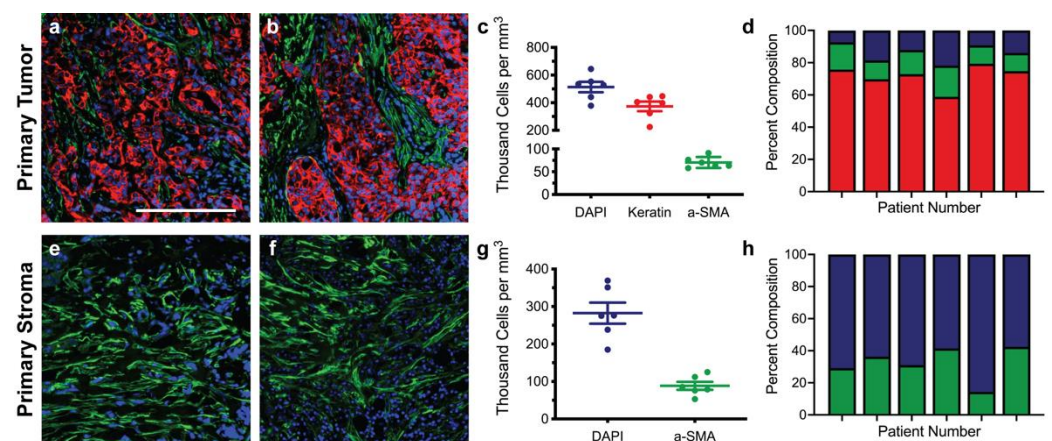 Primary Tumor
a
b
c
Thousand Cells per mm³
800
600
400
200
100
50
0
DAPI Keratin a-SMA
d
Percent Composition
100
80
60
40
20
0
Patient Number
Primary Stroma
e
f
g
Thousand Cells per mm³
400
300
200
100
0
DAPI a-SMA
h
Percent Composition
100
80
60
40
20
0
Patient Number